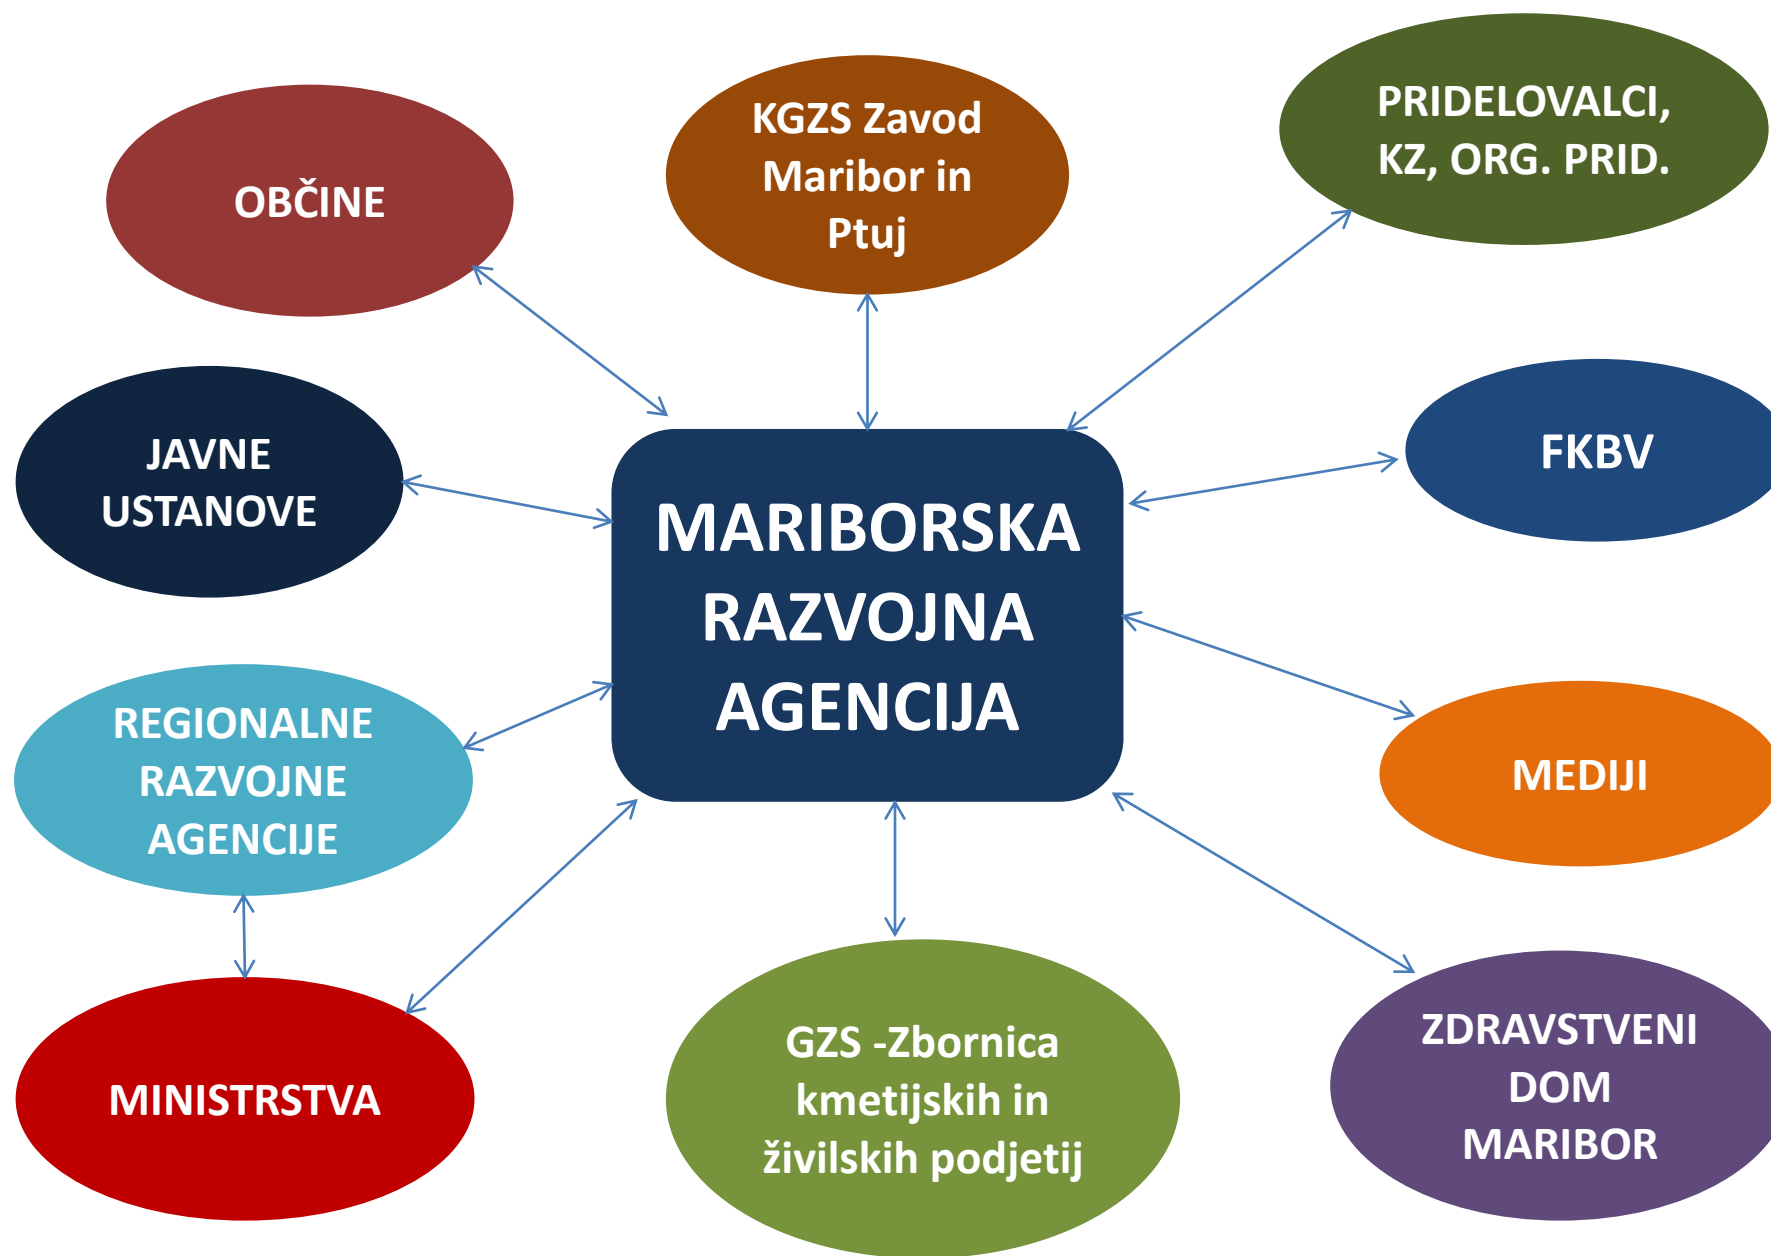 OBČINE
KGZS Zavod
Maribor in
Ptuj
PRIDELOVALCI,
KZ, ORG. PRID.
JAVNE
USTANOVE
MARIBORSKA
RAZVOJNA
AGENCIJA
FKBV
REGIONALNE
RAZVOJNE
AGENCIJE
MEDIJI
MINISTRSTVA
GZS -Zbornica
kmetijskih in
živilskih podjetij
ZDRAVSTVENI
DOM
MARIBOR